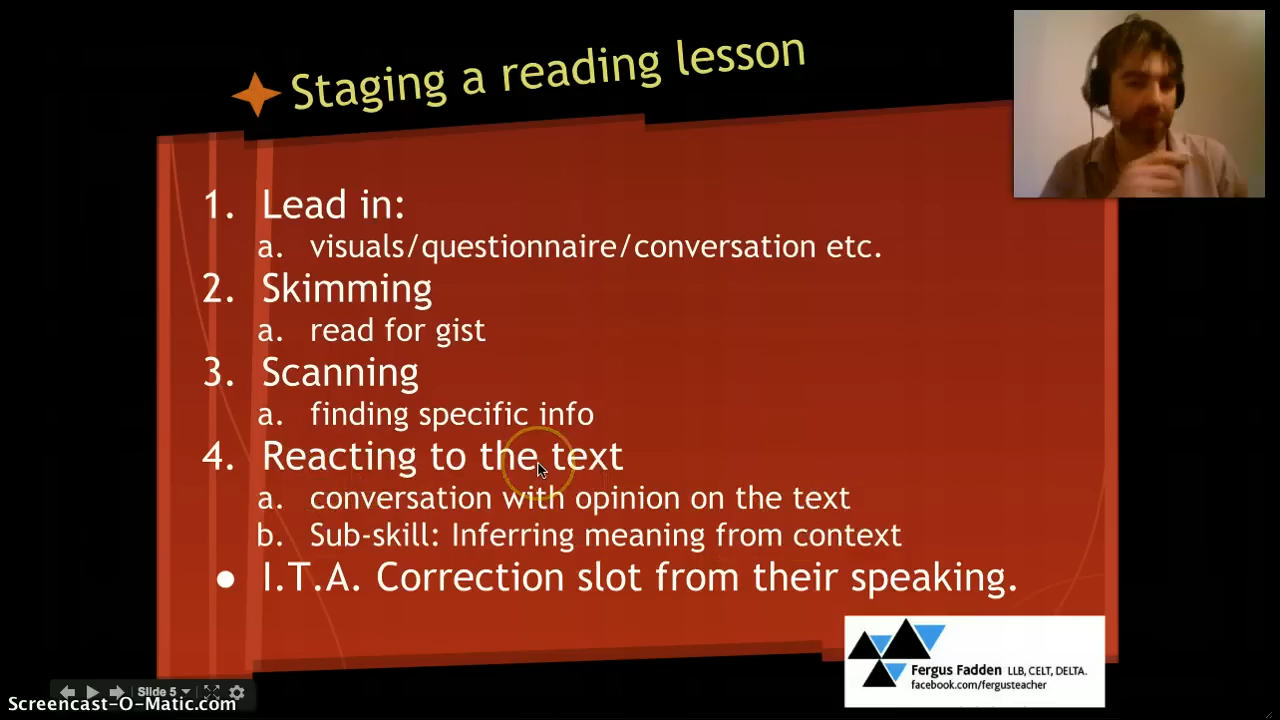 Staging a reading lesson
1. Lead in:
a. visuals/questionnaire/conversation etc.
2. Skimming
a. read for gist
3. Scanning
a. finding specific info
4. Reacting to the text
a. conversation with opinion on the text
b. Sub-skill: Inferring meaning from context
● I.T.A. Correction slot from their speaking.
Fergus Fadden LLB, CELT, DELTA.
facebook.com/fergusteacher
Slide 5
Screencast-O-Matic.com